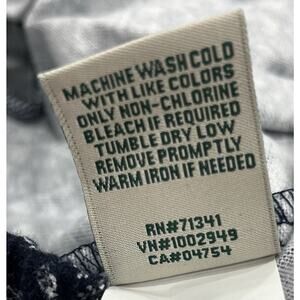 MACHINE WASH COLD
WITH LIKE COLORS
ONLY NON-CHLORINE
BLEACH IF REQUIRED
TUMBLE DRY LOW
REMOVE PROMPTLY
WARM IRON IF NEEDED
RN#71341
VN#1002949
CA#04754